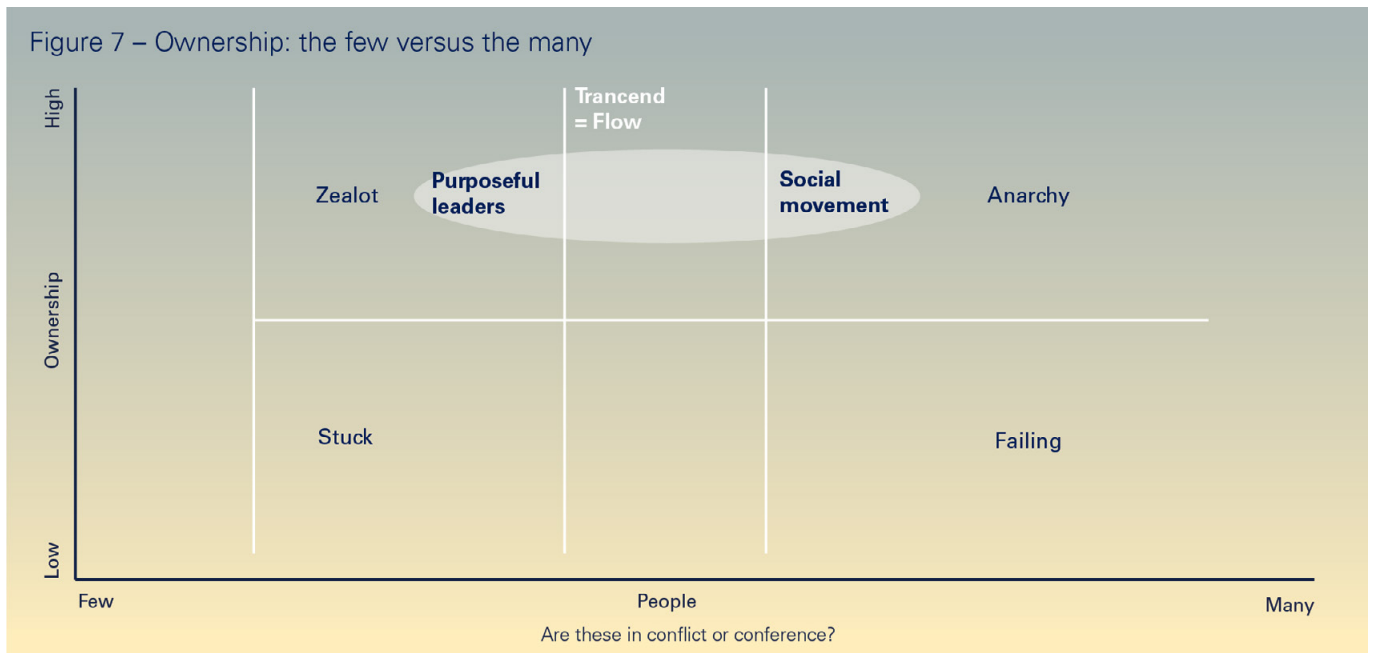 Figure 7 – Ownership: the few versus the many
High
Ownership
Low
Trancend
= Flow
Zealot
Purposeful
leaders
Social
movement
Anarchy
Stuck
Failing
Few
People
Many
Are these in conflict or conference?